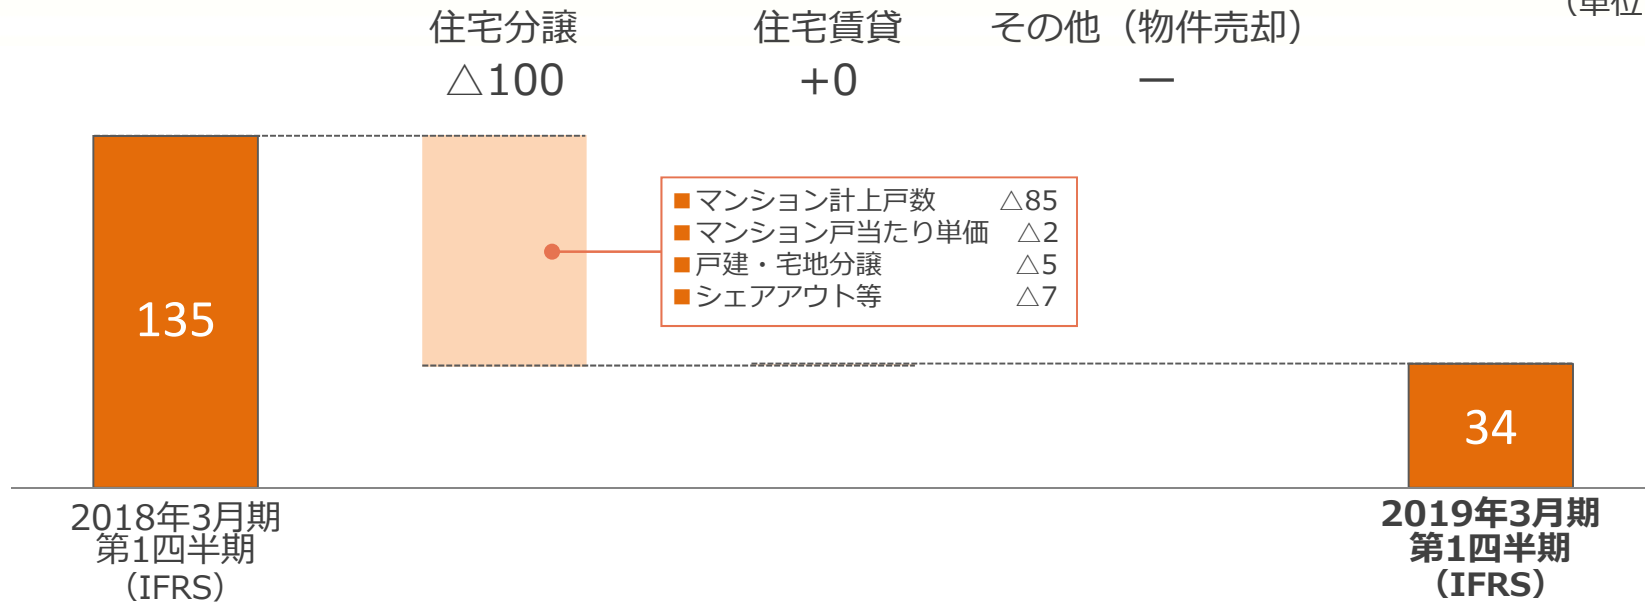 (単位
住宅分譲 住宅賃貸 その他（物件売却）
△100 +0 ー
■マンション計上戸数 △85
■マンション戸当たり単価 △2
■戸建・宅地分譲 △5
■シェアアウト等 △7
135
34
2018年3月期
第1四半期
（IFRS）
2019年3月期
第1四半期
（IFRS）